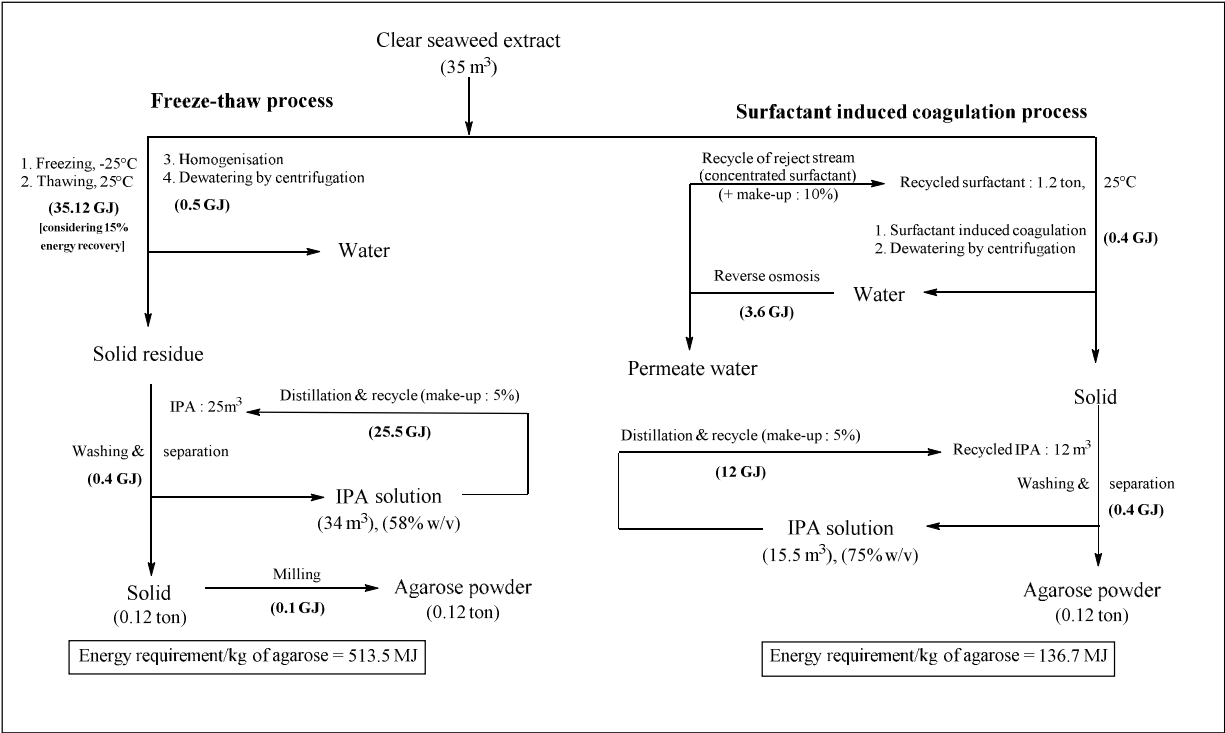 Clear seaweed extract
(35 m³)
Freeze-thaw process
1. Freezing, -25°C
2. Thawing, 25°C
(35.12 GJ)
[considering 15%
energy recovery]
3. Homogenisation
4. Dewatering by centrifugation
(0.5 GJ)
Water
Solid residue
IPA : 25m³
Distillation & recycle (make-up : 5%)
(25.5 GJ)
Washing & separation
(0.4 GJ)
IPA solution
(34 m³), (58% w/v)
Solid
(0.12 ton)
Milling
(0.1 GJ)
Agarose powder
(0.12 ton)
Energy requirement/kg of agarose = 513.5 MJ
Surfactant induced coagulation process
Recycle of reject stream
(concentrated surfactant)
(+ make-up : 10%)
Recycled surfactant : 1.2 ton, 25°C
1. Surfactant induced coagulation
2. Dewatering by centrifugation
(0.4 GJ)
Reverse osmosis
(3.6 GJ)
Water
Permeate water
Solid
Distillation & recycle (make-up : 5%)
(12 GJ)
Recycled IPA : 12 m³
Washing & separation
(0.4 GJ)
IPA solution
(15.5 m³), (75% w/v)
Agarose powder
(0.12 ton)
Energy requirement/kg of agarose = 136.7 MJ